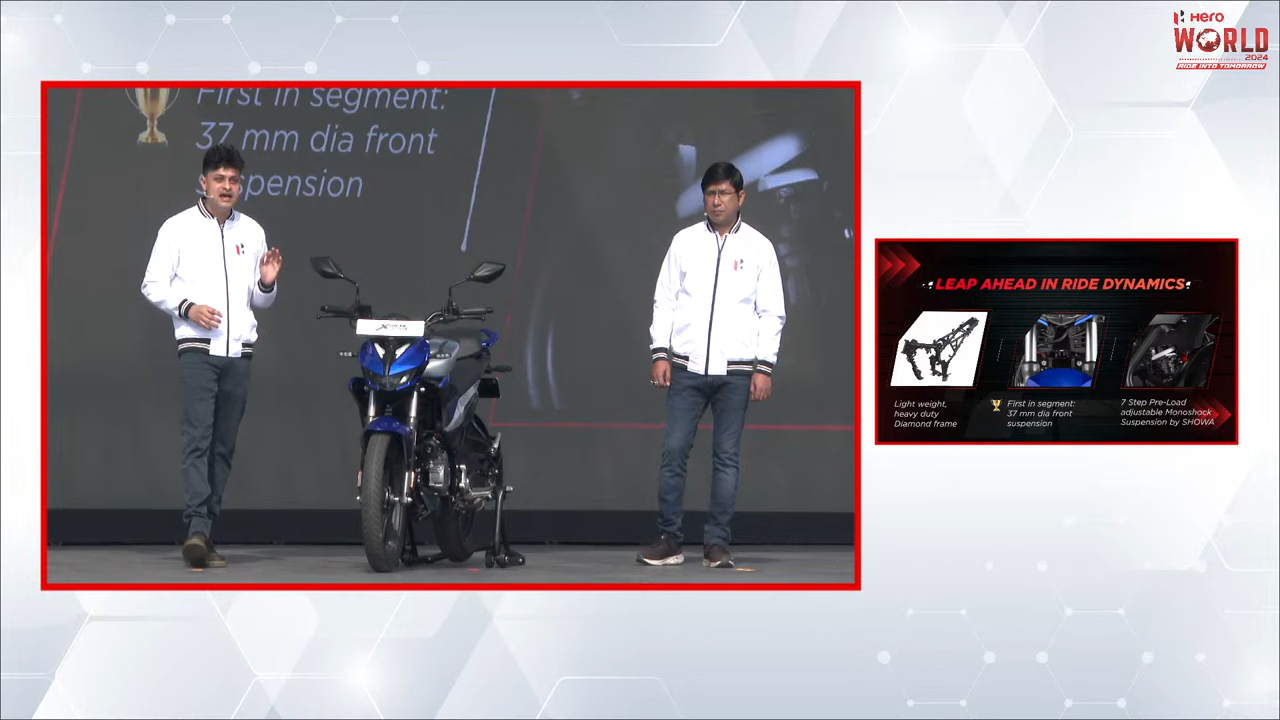 Hero
WORLD
2024
RIDE INTO TOMORROW
First in segment:
37 mm dia front
suspension
LEAP AHEAD IN RIDE DYNAMICS
Light weight,
heavy duty
Diamond frame
First in segment:
37 mm dia front
suspension
7 Step Pre-Load
adjustable Monoshock
Suspension by SHOWA